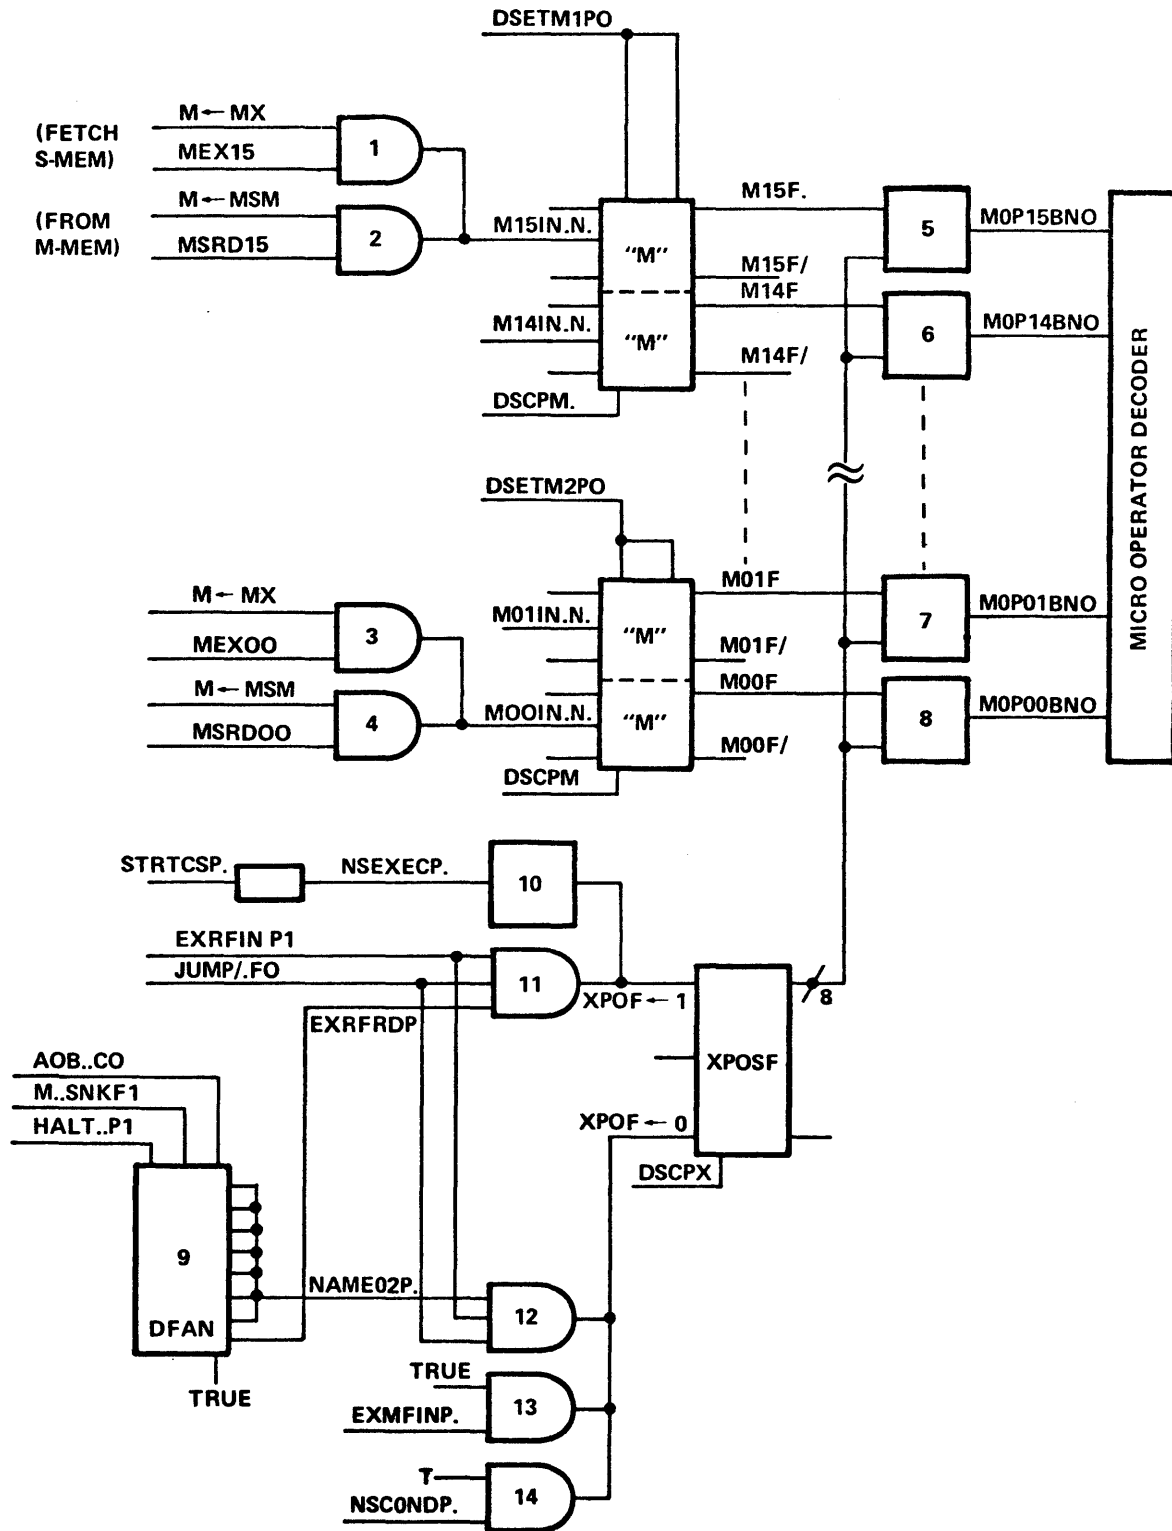 DSETM1PO
M←MX
(FETCH
S-MEM)
MEX15
1
M←MSM
(FROM
M-MEM)
MSRD15
2
M15IN.N.
"M"
M15F.
M15F/
5
M0P15BNO
M14F
M14IN.N.
"M"
M14F/
6
M0P14BNO
DSCPM.
MICRO OPERATOR DECODER
DSETM2PO
M←MX
MEXOO
3
M01IN.N.
"M"
M01F
M01F/
7
M0P01BNO
M←MSM
MSRDOO
4
MOOIN.N.
"M"
M00F
M00F/
8
M0P00BNO
DSCPM
STRTCSP.
NSEXECP.
10
EXRFIN P1
JUMP/.FO
11
EXRFRDP
XPOF←1
8
XPOSF
XPOF←0
DSCPX
AOB..CO
M..SNKF1
HALT..P1
9
DFAN
TRUE
NAME02P.
12
TRUE
EXMFINP.
13
T
NSCONDP.
14